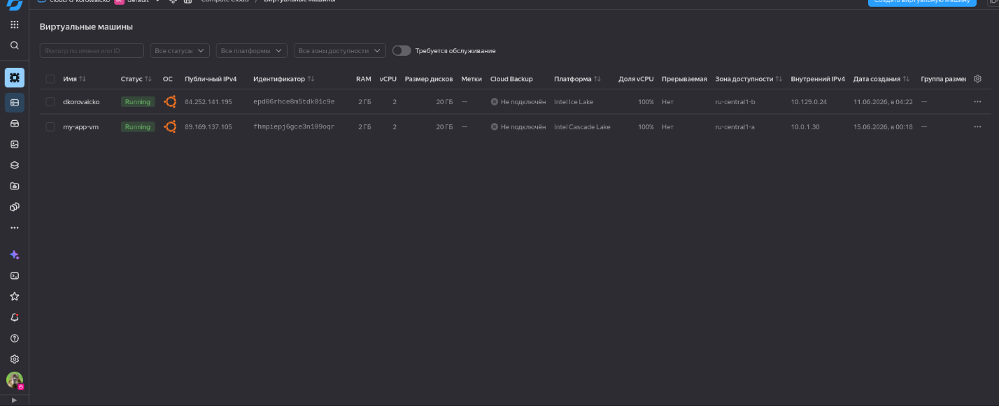 cloud-d-korowaicko default Compute Cloud / Виртуальные машины Создать виртуальную машину
Виртуальные машины
Фильтр по имени или ID Все статусы Все платформы Все зоны доступности Требуется обслуживание
Имя Статус ОС Публичный IPv4 Идентификатор RAM vCPU Размер дисков Метки Cloud Backup Платформа Доля vCPU Прерываемая Зона доступности Внутренний IPv4 Дата создания Группа размещ
dkorovaicko Running 84.252.141.195 epd06rhce8m5tdk01c9e 2 ГБ 2 20 ГБ — Не подключён Intel Ice Lake 100% Нет ru-central1-b 10.129.0.24 11.06.2026, в 04:22 —
my-app-vm Running 89.169.137.105 fhmpiepj6gce3n109oqr 2 ГБ 2 20 ГБ — Не подключён Intel Cascade Lake 100% Нет ru-central1-a 10.0.1.30 15.06.2026, в 00:18 —